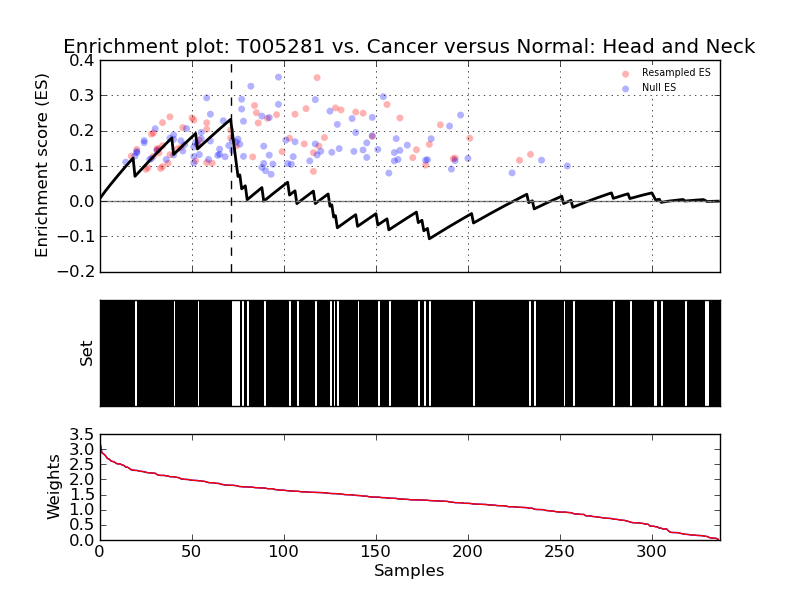 Enrichment plot: T005281 vs. Cancer versus Normal: Head and Neck
Enrichment score (ES)
0.4
0.3
0.2
0.1
0.0
−0.1
−0.2
Resampled ES
Null ES
Set
Weights
3.5
3.0
2.5
2.0
1.5
1.0
0.5
0.0
0 50 100 150 200 250 300
Samples